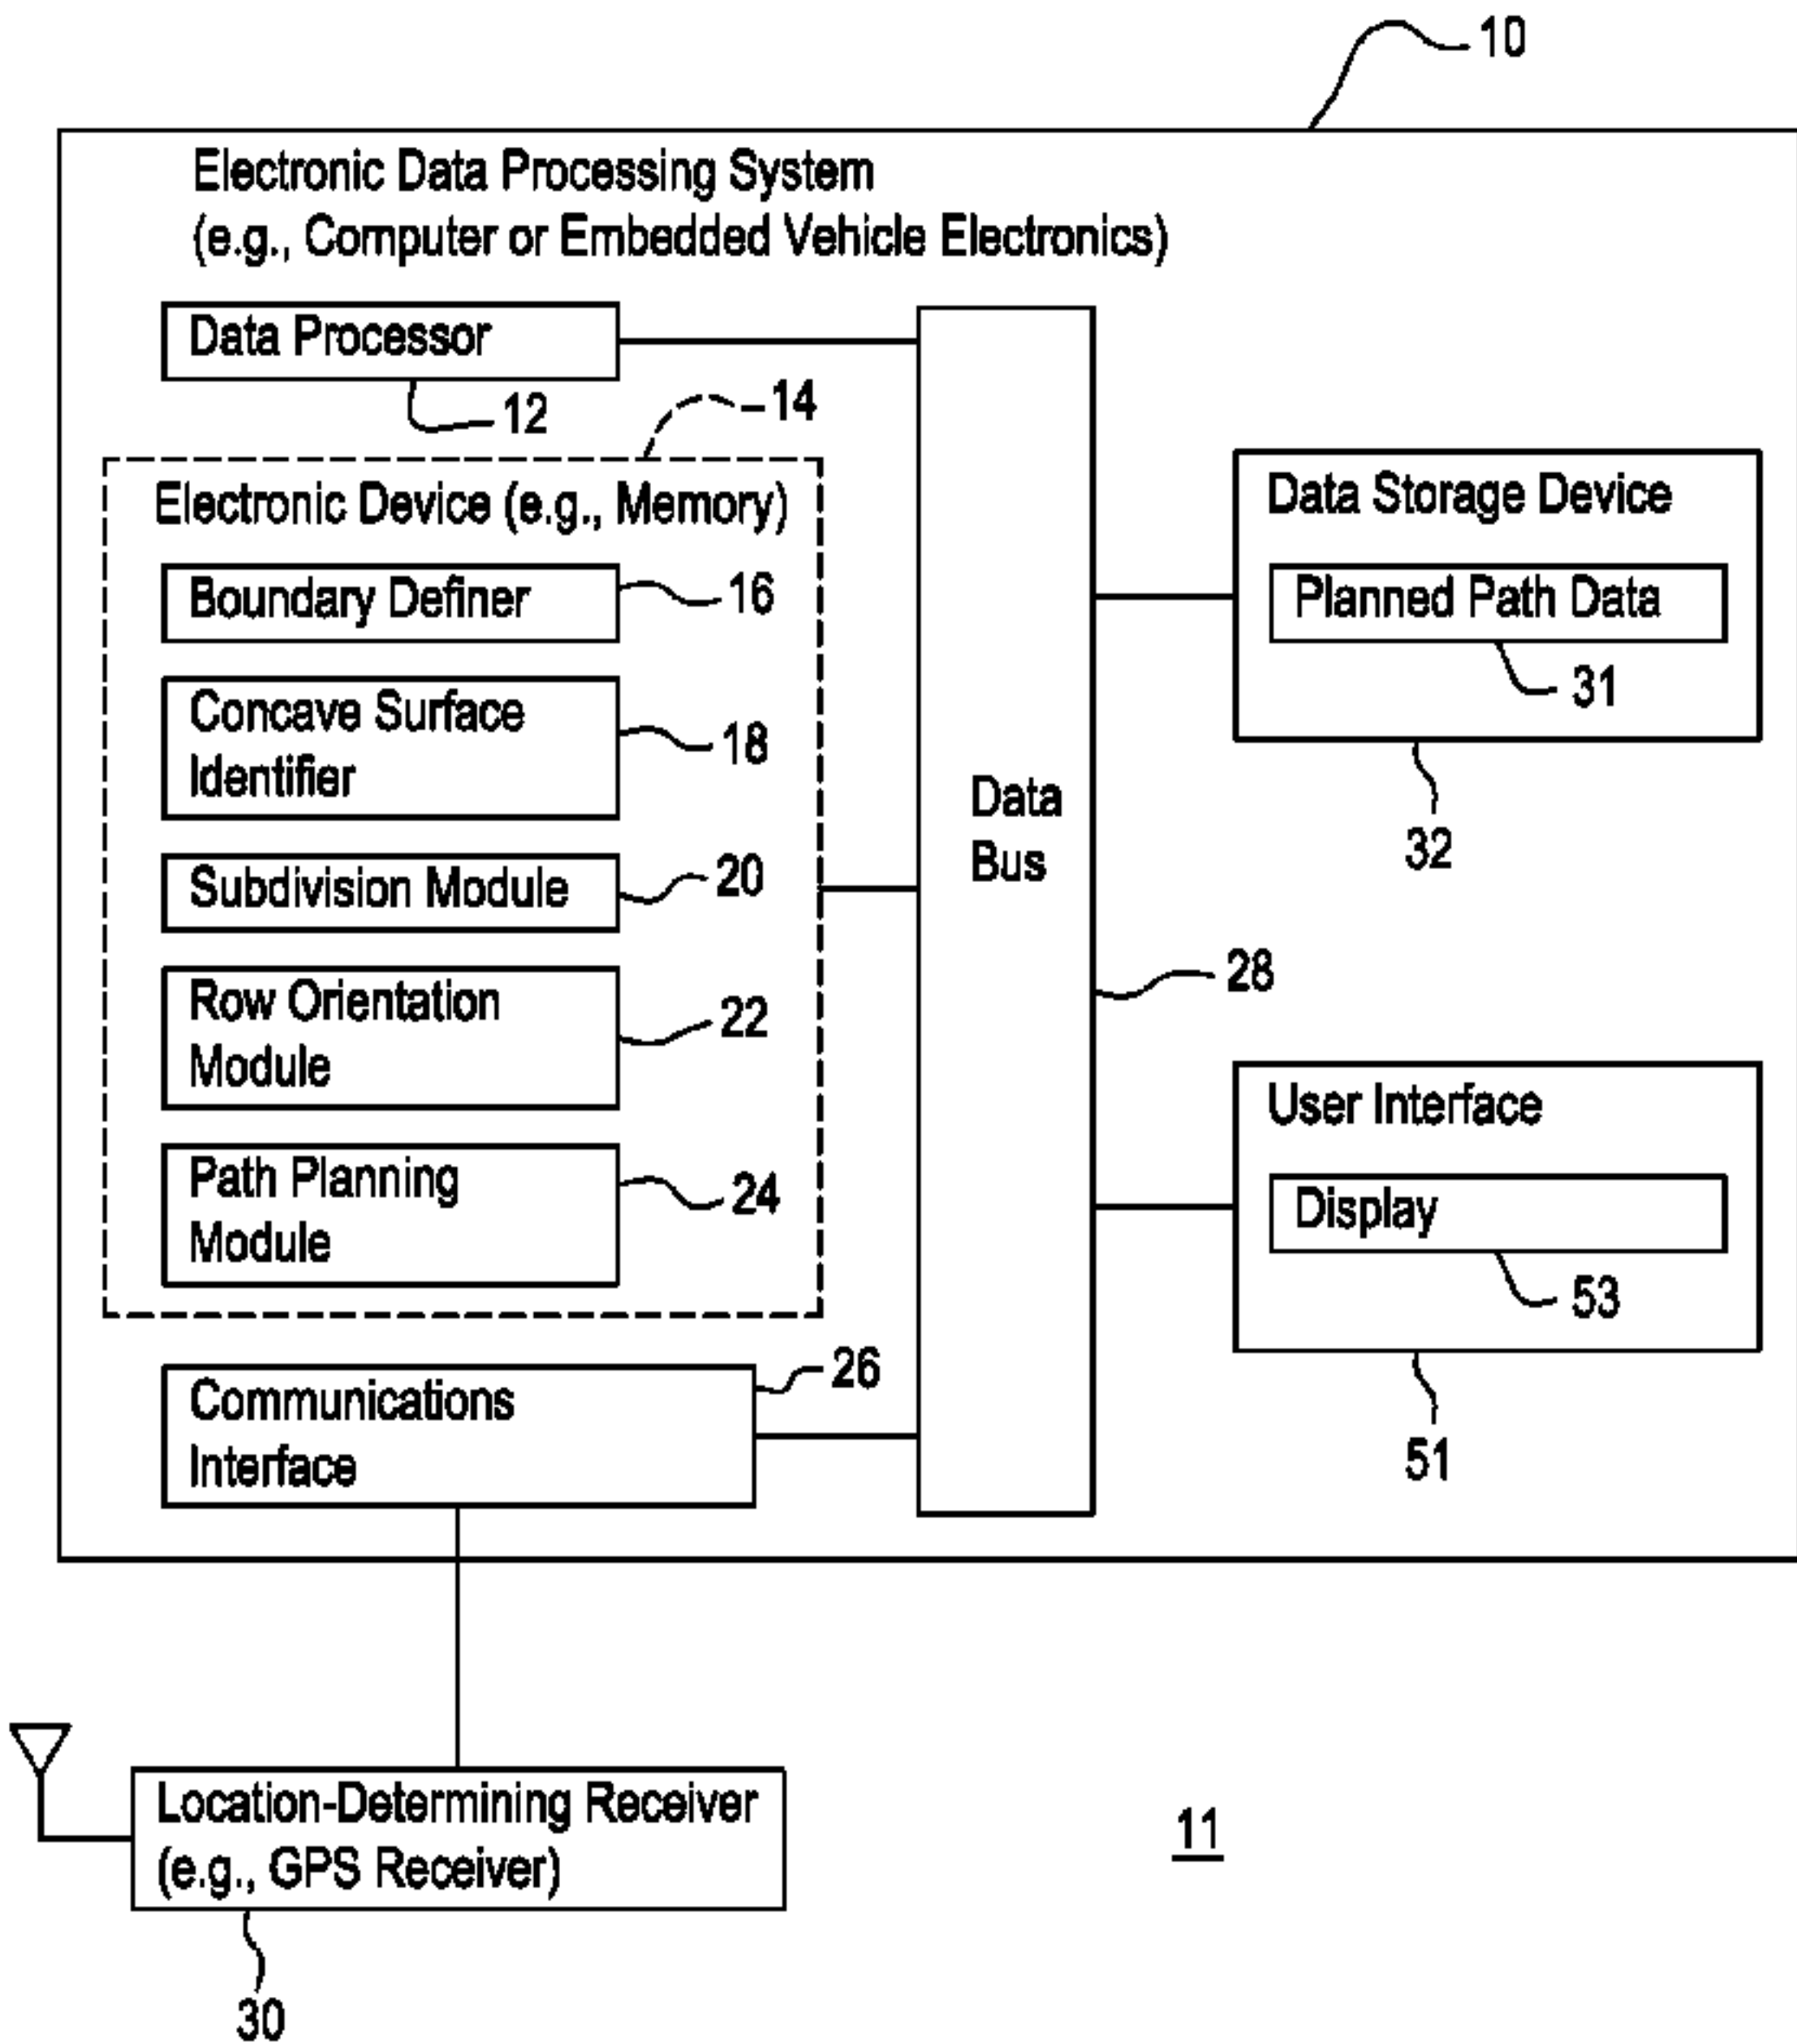 10
Electronic Data Processing System
(e.g., Computer or Embedded Vehicle Electronics)
Data Processor
12
14
Electronic Device (e.g., Memory)
Boundary Definer
16
Concave Surface
Identifier
18
Subdivision Module
20
Row Orientation
Module
22
Path Planning
Module
24
Communications
Interface
26
Data
Bus
28
Data Storage Device
Planned Path Data
31
32
User Interface
Display
53
51
Location-Determining Receiver
(e.g., GPS Receiver)
30
11